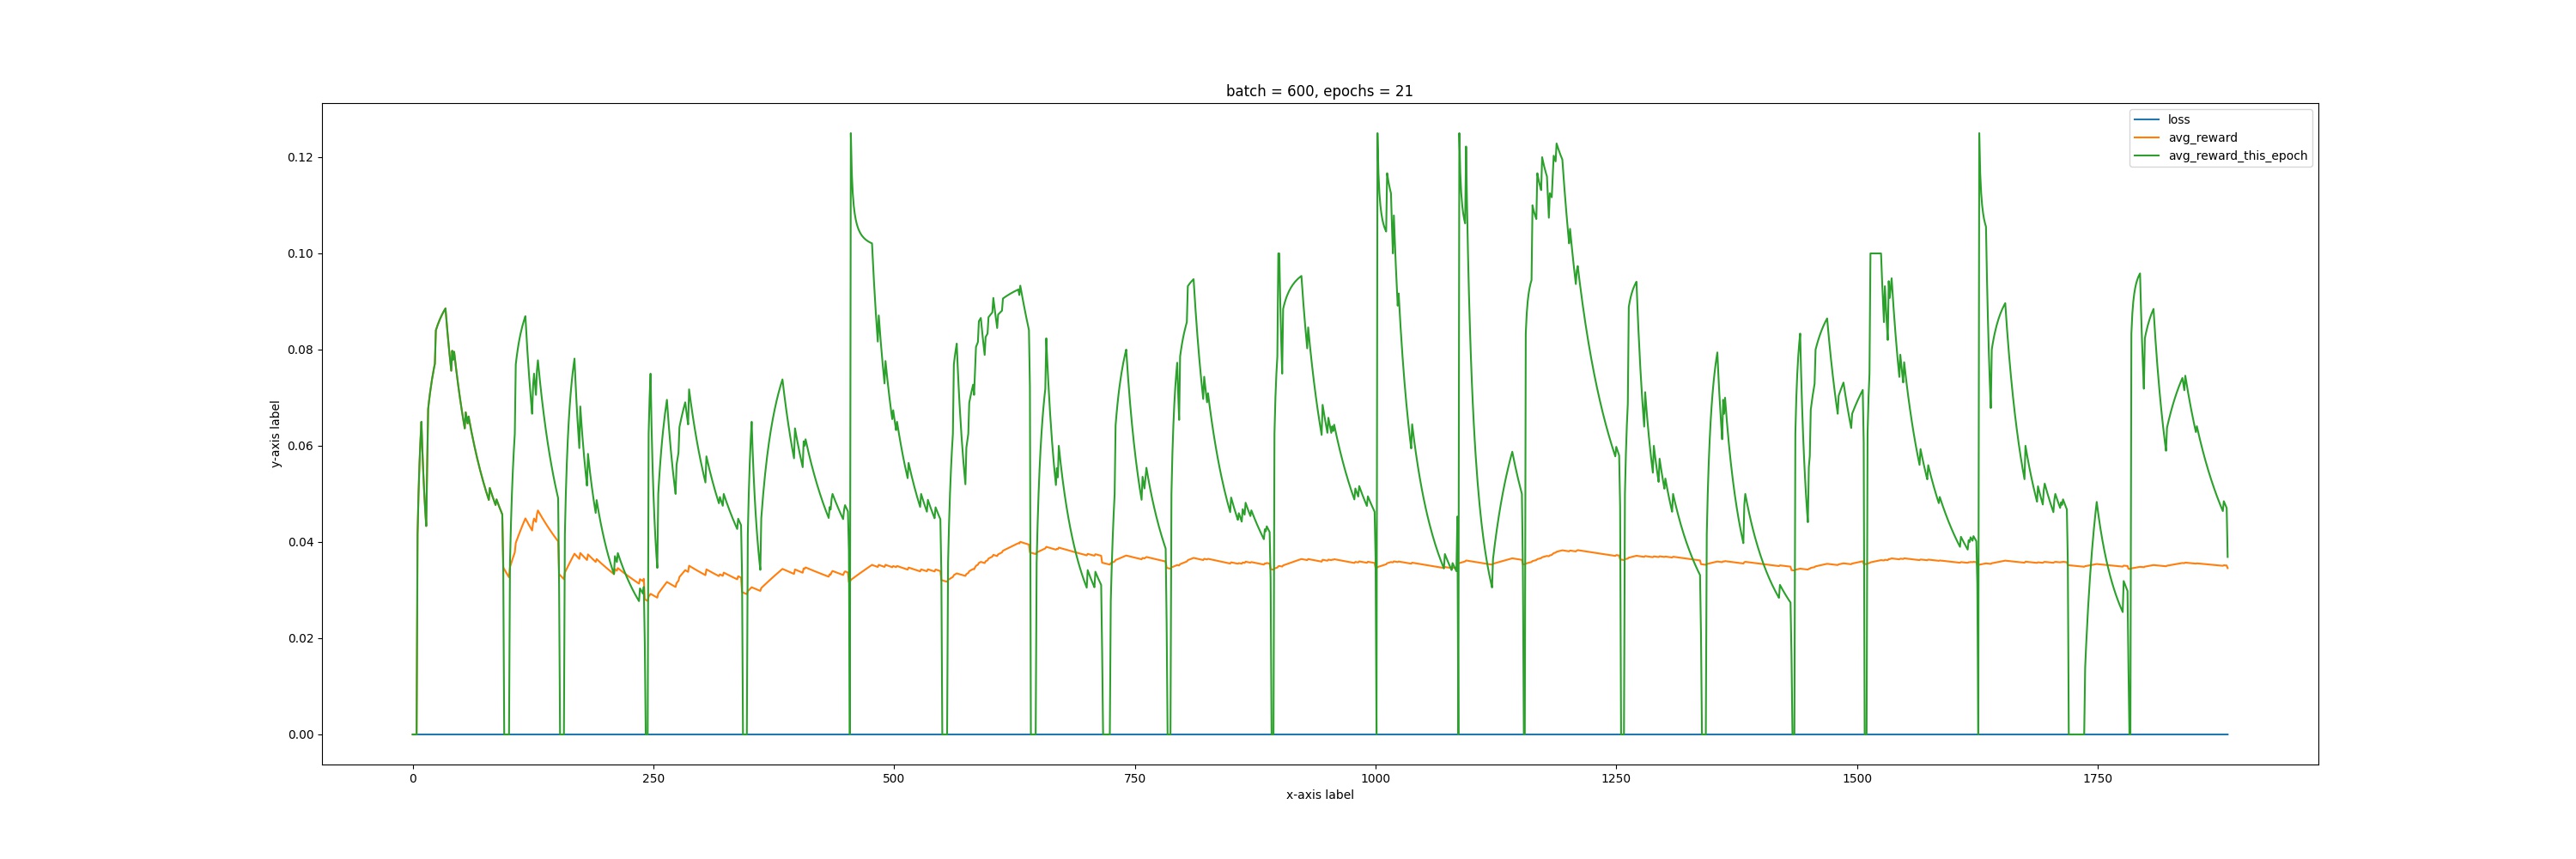 batch = 600, epochs = 21
loss
avg_reward
avg_reward_this_epoch
0.12
0.10
0.08
0.06
0.04
0.02
0.00
y-axis label
0
250
500
750
1000
1250
1500
1750
x-axis label